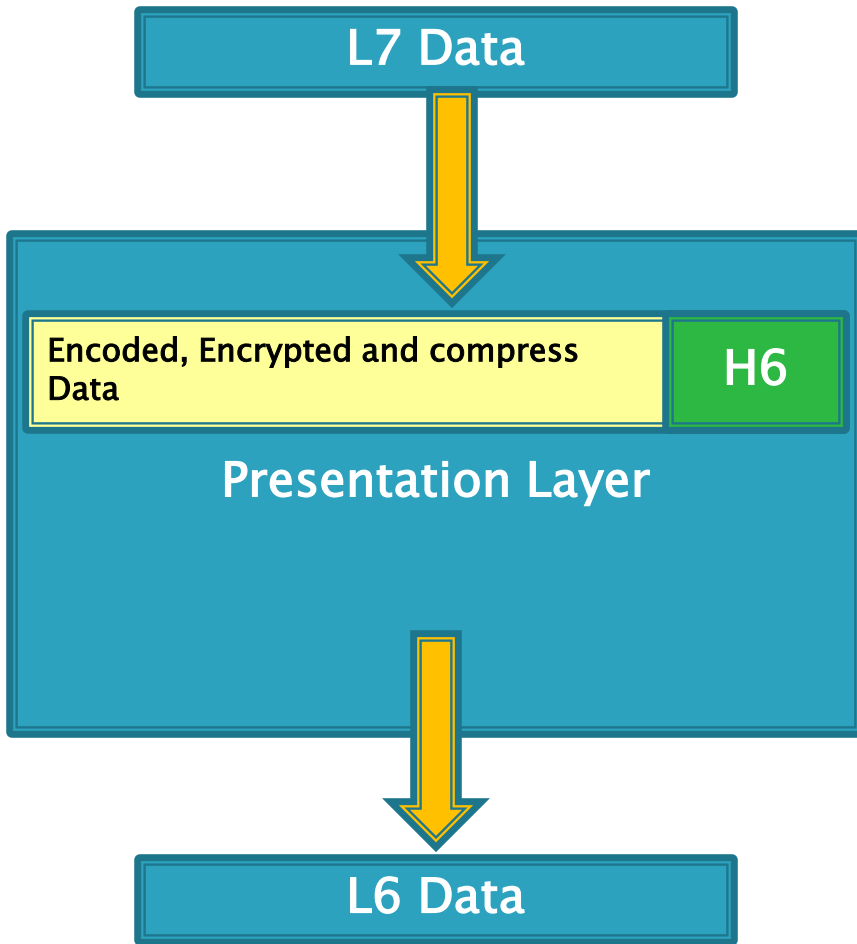 L7 Data
Encoded, Encrypted and compress
Data
H6
Presentation Layer
L6 Data